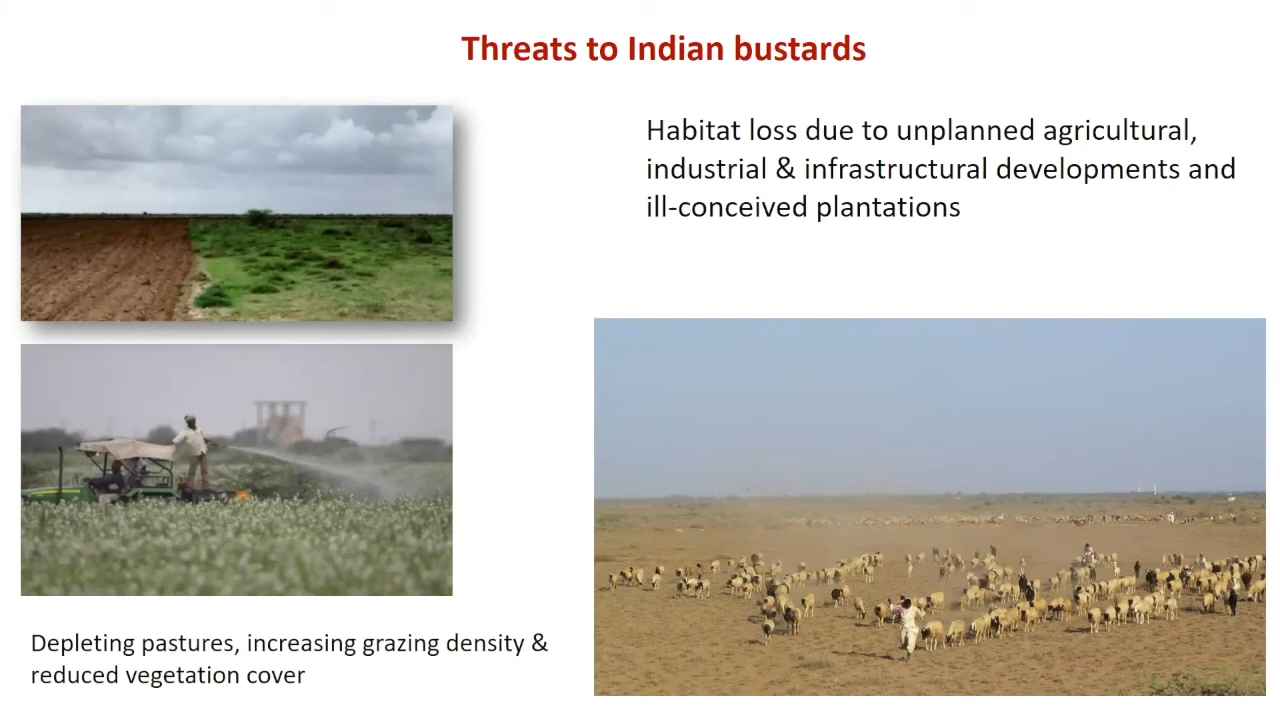 Threats to Indian bustards
Habitat loss due to unplanned agricultural,
industrial & infrastructural developments and
ill-conceived plantations
Depleting pastures, increasing grazing density &
reduced vegetation cover